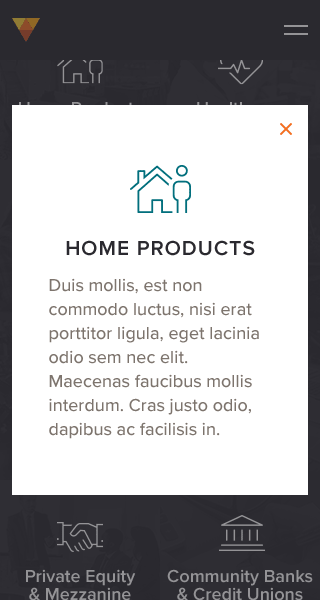 HOME PRODUCTS
Duis mollis, est non
commodo luctus, nisi erat
porttitor ligula, eget lacinia
odio sem nec elit.
Maecenas faucibus mollis
interdum. Cras justo odio,
dapibus ac facilisis in.
Private Equity
& Mezzanine
Community Banks
& Credit Unions